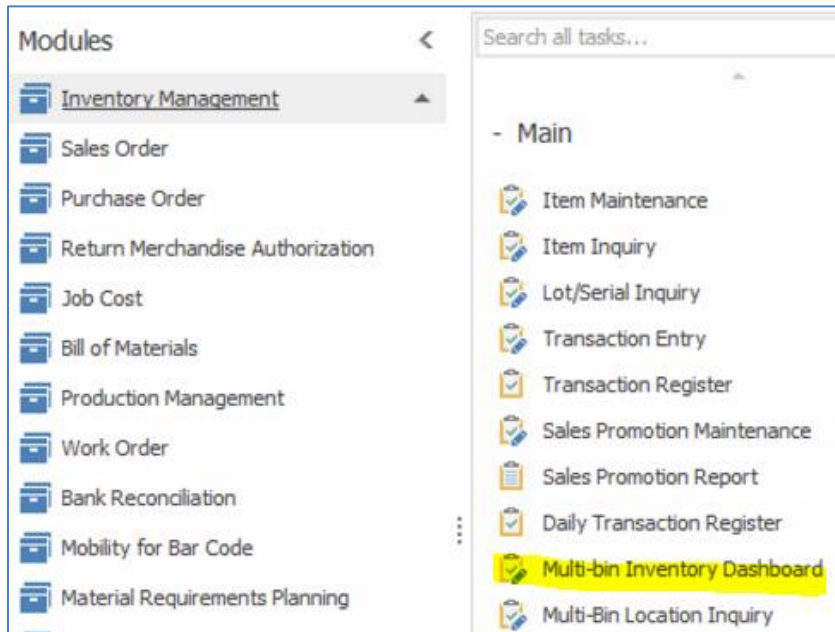 Modules
Inventory Management
Sales Order
Purchase Order
Return Merchandise Authorization
Job Cost
Bill of Materials
Production Management
Work Order
Bank Reconciliation
Mobility for Bar Code
Material Requirements Planning
Search all tasks...
- Main
Item Maintenance
Item Inquiry
Lot/Serial Inquiry
Transaction Entry
Transaction Register
Sales Promotion Maintenance
Sales Promotion Report
Daily Transaction Register
Multi-bin Inventory Dashboard
Multi-Bin Location Inquiry